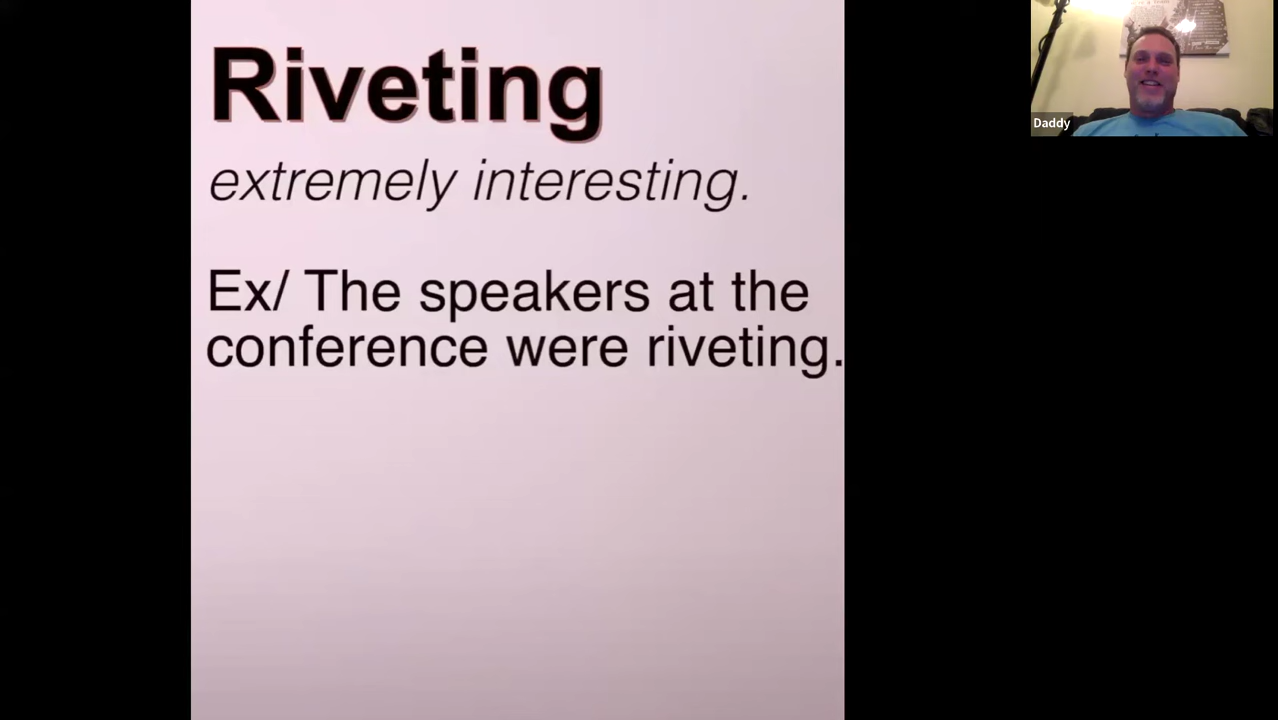 Riveting
extremely interesting.
Ex/ The speakers at the
conference were riveting.
Daddy